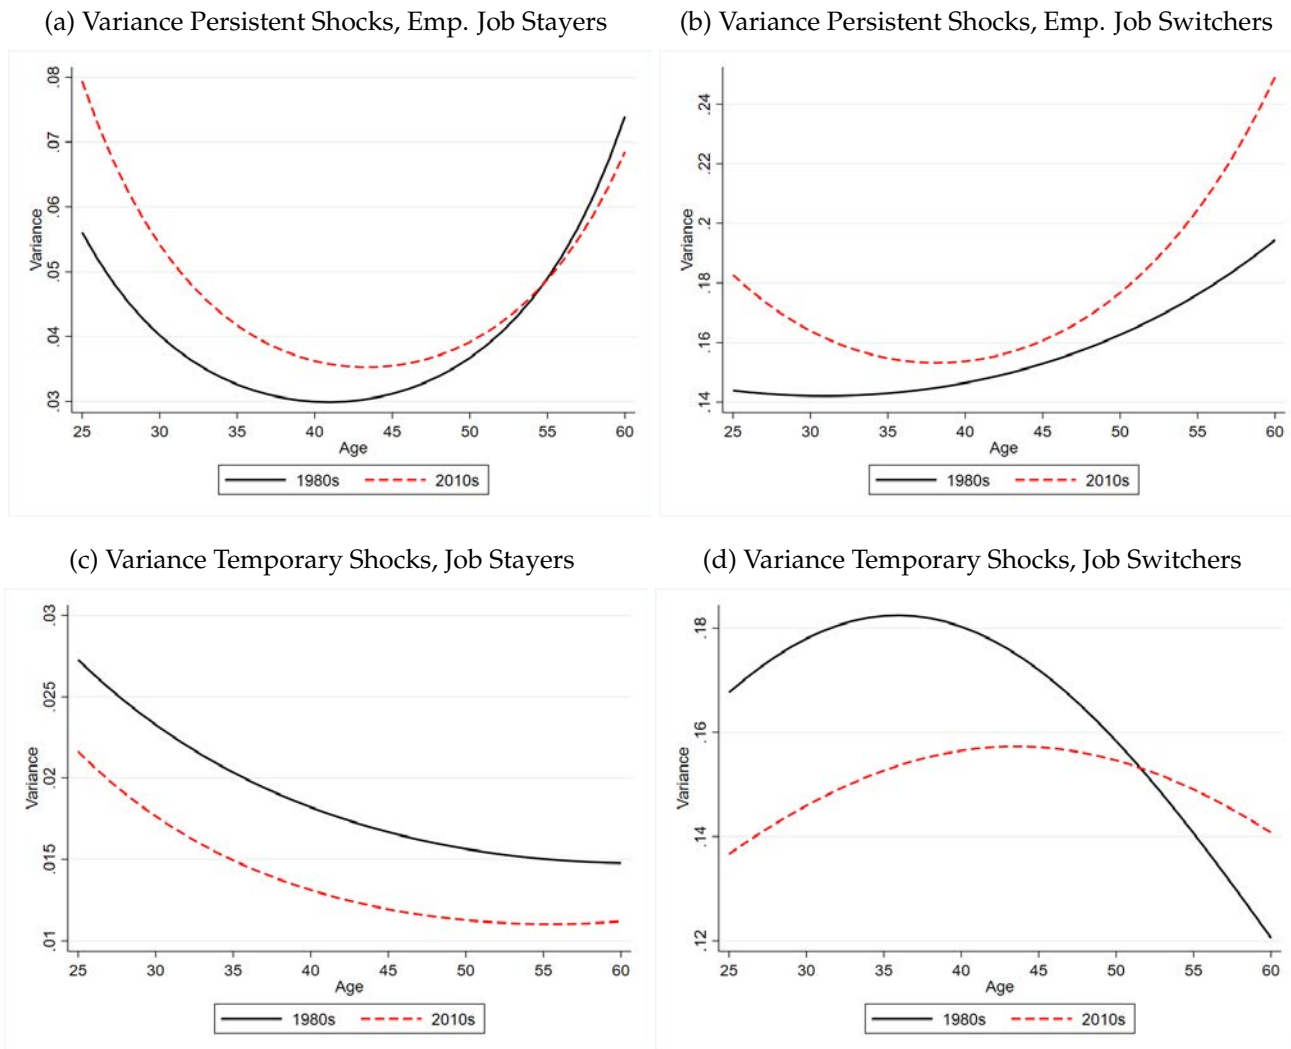 (a) Variance Persistent Shocks, Emp. Job Stayers
(b) Variance Persistent Shocks, Emp. Job Switchers
.08
.07
.06
.05
.04
.03
Variance
25 30 35 40 45 50 55 60
Age
1980s 2010s
.24
.22
.2
.18
.16
.14
Variance
25 30 35 40 45 50 55 60
Age
1980s 2010s
(c) Variance Temporary Shocks, Job Stayers
(d) Variance Temporary Shocks, Job Switchers
.03
.025
.02
.015
.01
Variance
25 30 35 40 45 50 55 60
Age
1980s 2010s
.18
.16
.14
.12
Variance
25 30 35 40 45 50 55 60
Age
1980s 2010s